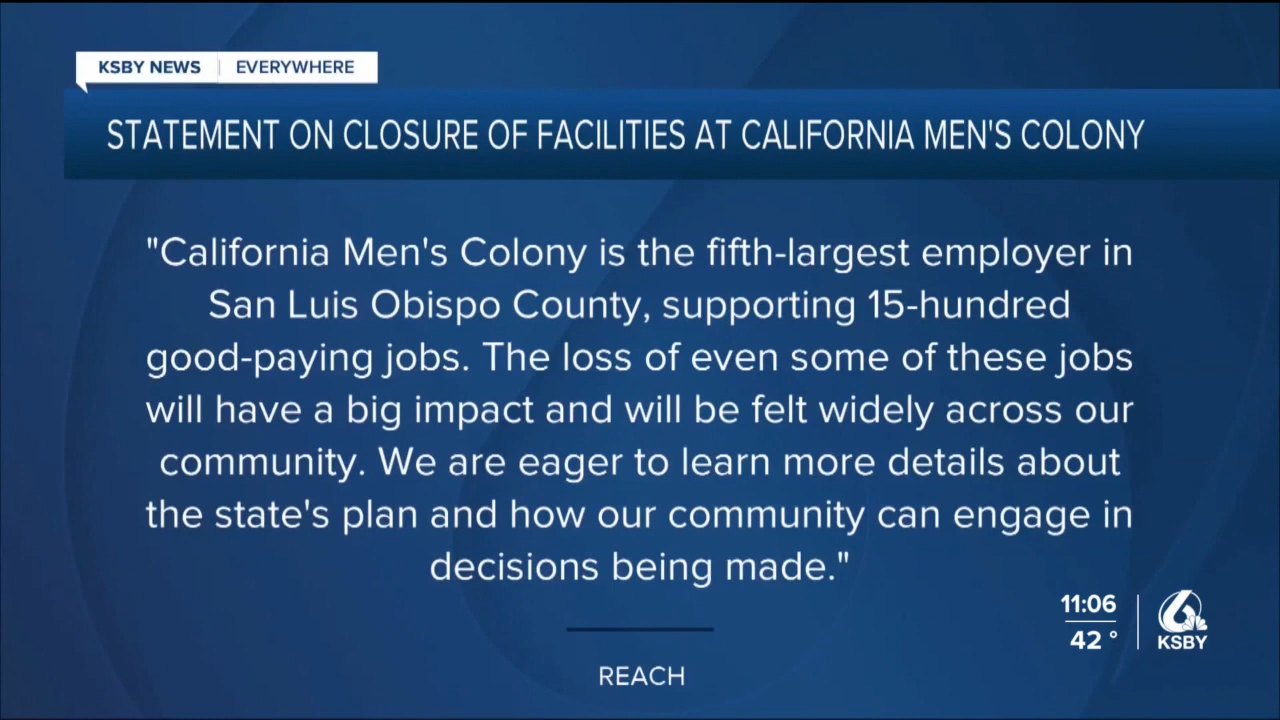 KSBY NEWS | EVERYWHERE
STATEMENT ON CLOSURE OF FACILITIES AT CALIFORNIA MEN'S COLONY
"California Men's Colony is the fifth-largest employer in
San Luis Obispo County, supporting 15-hundred
good-paying jobs. The loss of even some of these jobs
will have a big impact and will be felt widely across our
community. We are eager to learn more details about
the state's plan and how our community can engage in
decisions being made."
REACH
11:06
42 °
6
KSBY